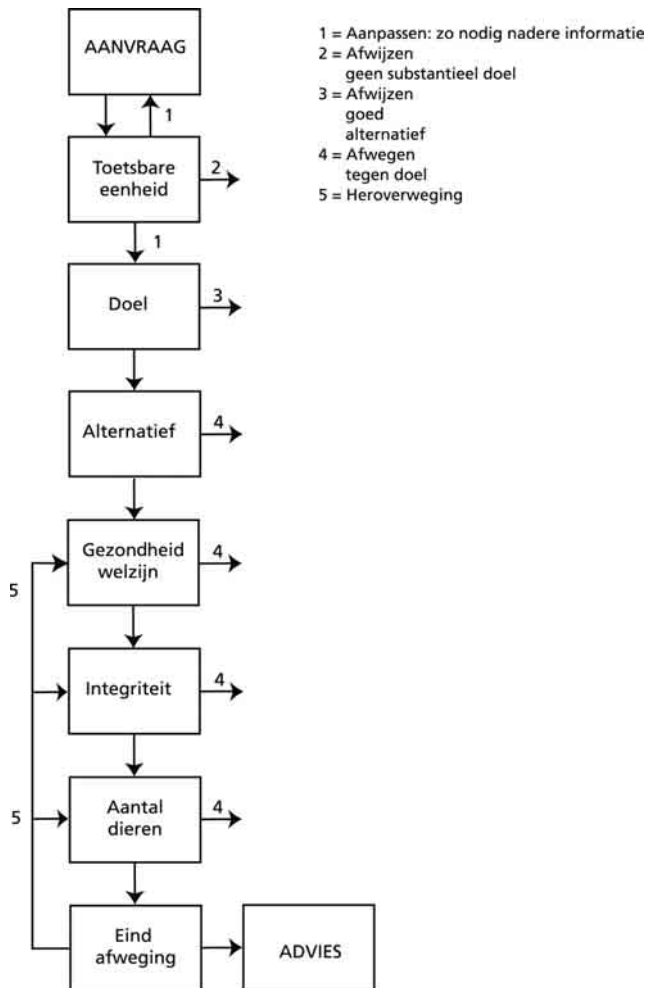 AANVRAAG
1
Toetsbare
eenheid
2
1
Doel
3
Alternatief
4
Gezondheid
welzijn
4
5
Integriteit
4
Aantal
dieren
4
5
Eind
afweging
ADVIES
1 = Aanpassen: zo nodig nadere informatie
2 = Afwijzen
geen substantieel doel
3 = Afwijzen
goed
alternatief
4 = Afwegen
tegen doel
5 = Heroverweging